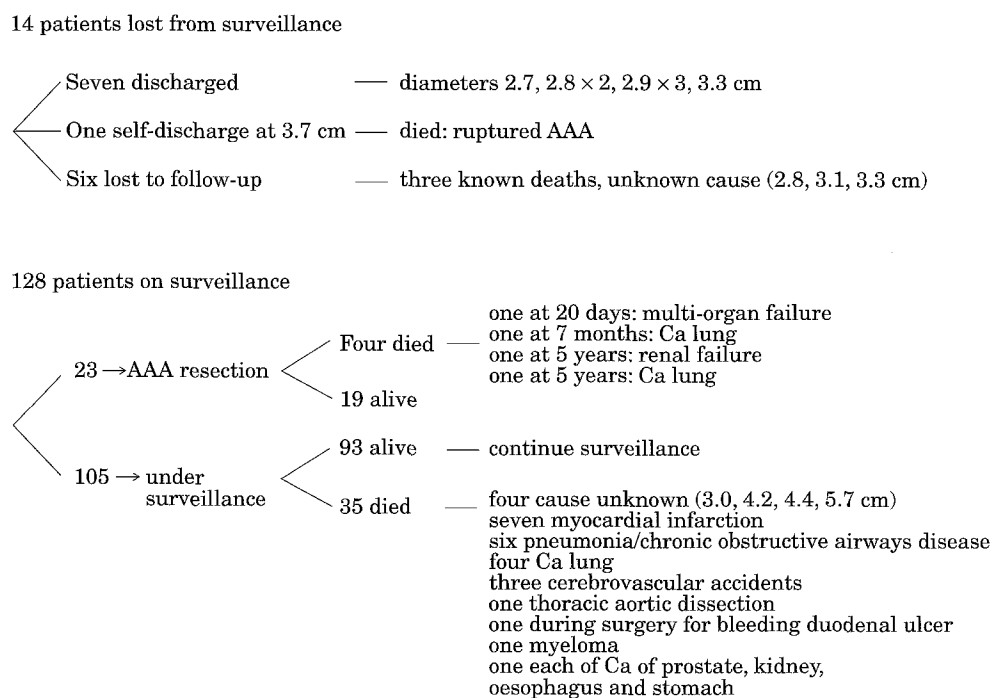 14 patients lost from surveillance
Seven discharged — diameters 2.7, 2.8 × 2, 2.9 × 3, 3.3 cm
One self-discharge at 3.7 cm — died: ruptured AAA
Six lost to follow-up — three known deaths, unknown cause (2.8, 3.1, 3.3 cm)
128 patients on surveillance
23 → AAA resection
Four died —
one at 20 days: multi-organ failure
one at 7 months: Ca lung
one at 5 years: renal failure
one at 5 years: Ca lung
19 alive
105 → under
surveillance
93 alive — continue surveillance
35 died —
four cause unknown (3.0, 4.2, 4.4, 5.7 cm)
seven myocardial infarction
six pneumonia/chronic obstructive airways disease
four Ca lung
three cerebrovascular accidents
one thoracic aortic dissection
one during surgery for bleeding duodenal ulcer
one myeloma
one each of Ca of prostate, kidney,
oesophagus and stomach